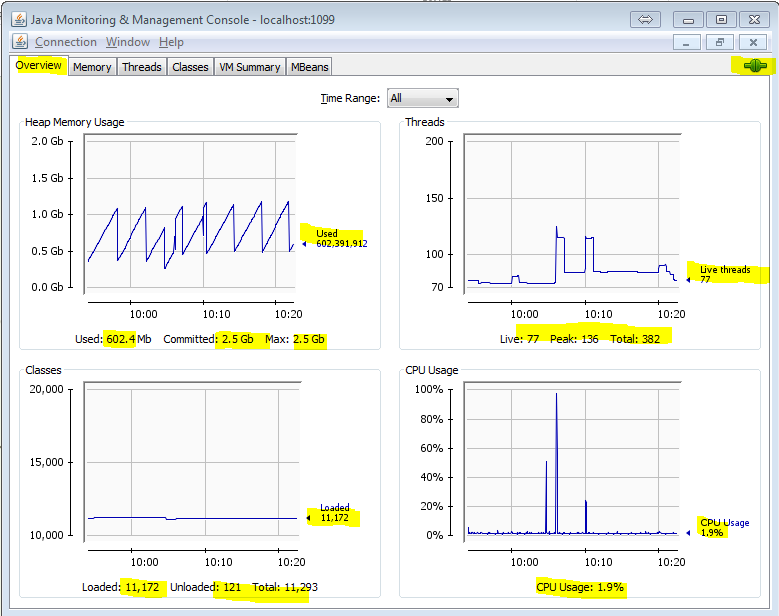 Java Monitoring & Management Console - localhost:1099
Connection Window Help
Overview Memory Threads Classes VM Summary MBeans
Time Range: All
Heap Memory Usage
2.0 Gb
1.5 Gb
1.0 Gb
0.5 Gb
0.0 Gb
Used
602,391,912
10:00 10:10 10:20
Used: 602.4 Mb Committed: 2.5 Gb Max: 2.5 Gb
Threads
200
150
100
70
Live threads
77
10:00 10:10 10:20
Live: 77 Peak: 136 Total: 382
Classes
20,000
15,000
10,000
Loaded
11,172
10:00 10:10 10:20
Loaded: 11,172 Unloaded: 121 Total: 11,293
CPU Usage
100%
80%
60%
40%
20%
0%
CPU Usage
1.9%
10:00 10:10 10:20
CPU Usage: 1.9%